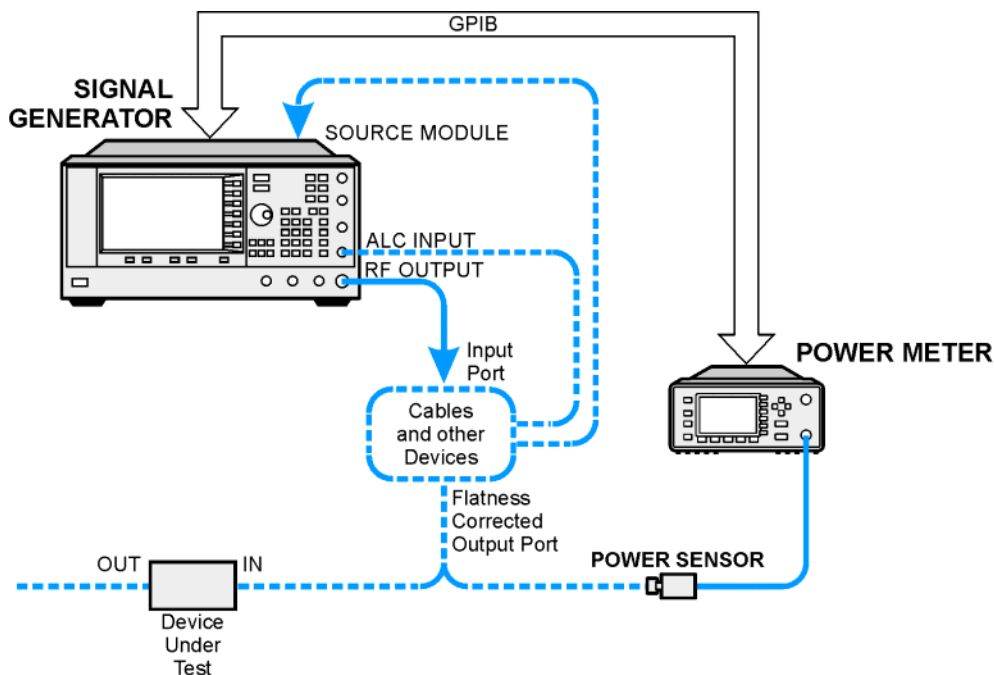 GPIB
SIGNAL
GENERATOR
SOURCE MODULE
ALC INPUT
RF OUTPUT
Input
Port
POWER METER
Cables
and other
Devices
Flatness
Corrected
Output Port
POWER SENSOR
OUT
IN
Device
Under
Test